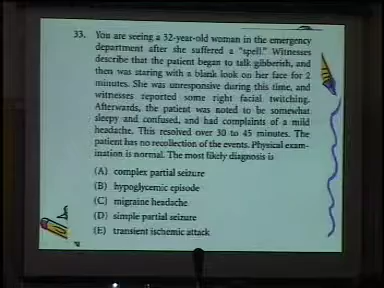 33. You are seeing a 32-year-old woman in the emergency
department after she suffered a "spell." Witnesses
describe that the patient began to talk gibberish, and
then was staring with a blank look on her face for 2
minutes. She was unresponsive during this time, and
witnesses reported some right facial twitching.
Afterwards, the patient was noted to be somewhat
sleepy and confused, and had complaints of a mild
headache. This resolved over 30 to 45 minutes. The
patient has no recollection of the events. Physical exam-
ination is normal. The most likely diagnosis is
(A) complex partial seizure
(B) hypoglycemic episode
(C) migraine headache
(D) simple partial seizure
(E) transient ischemic attack